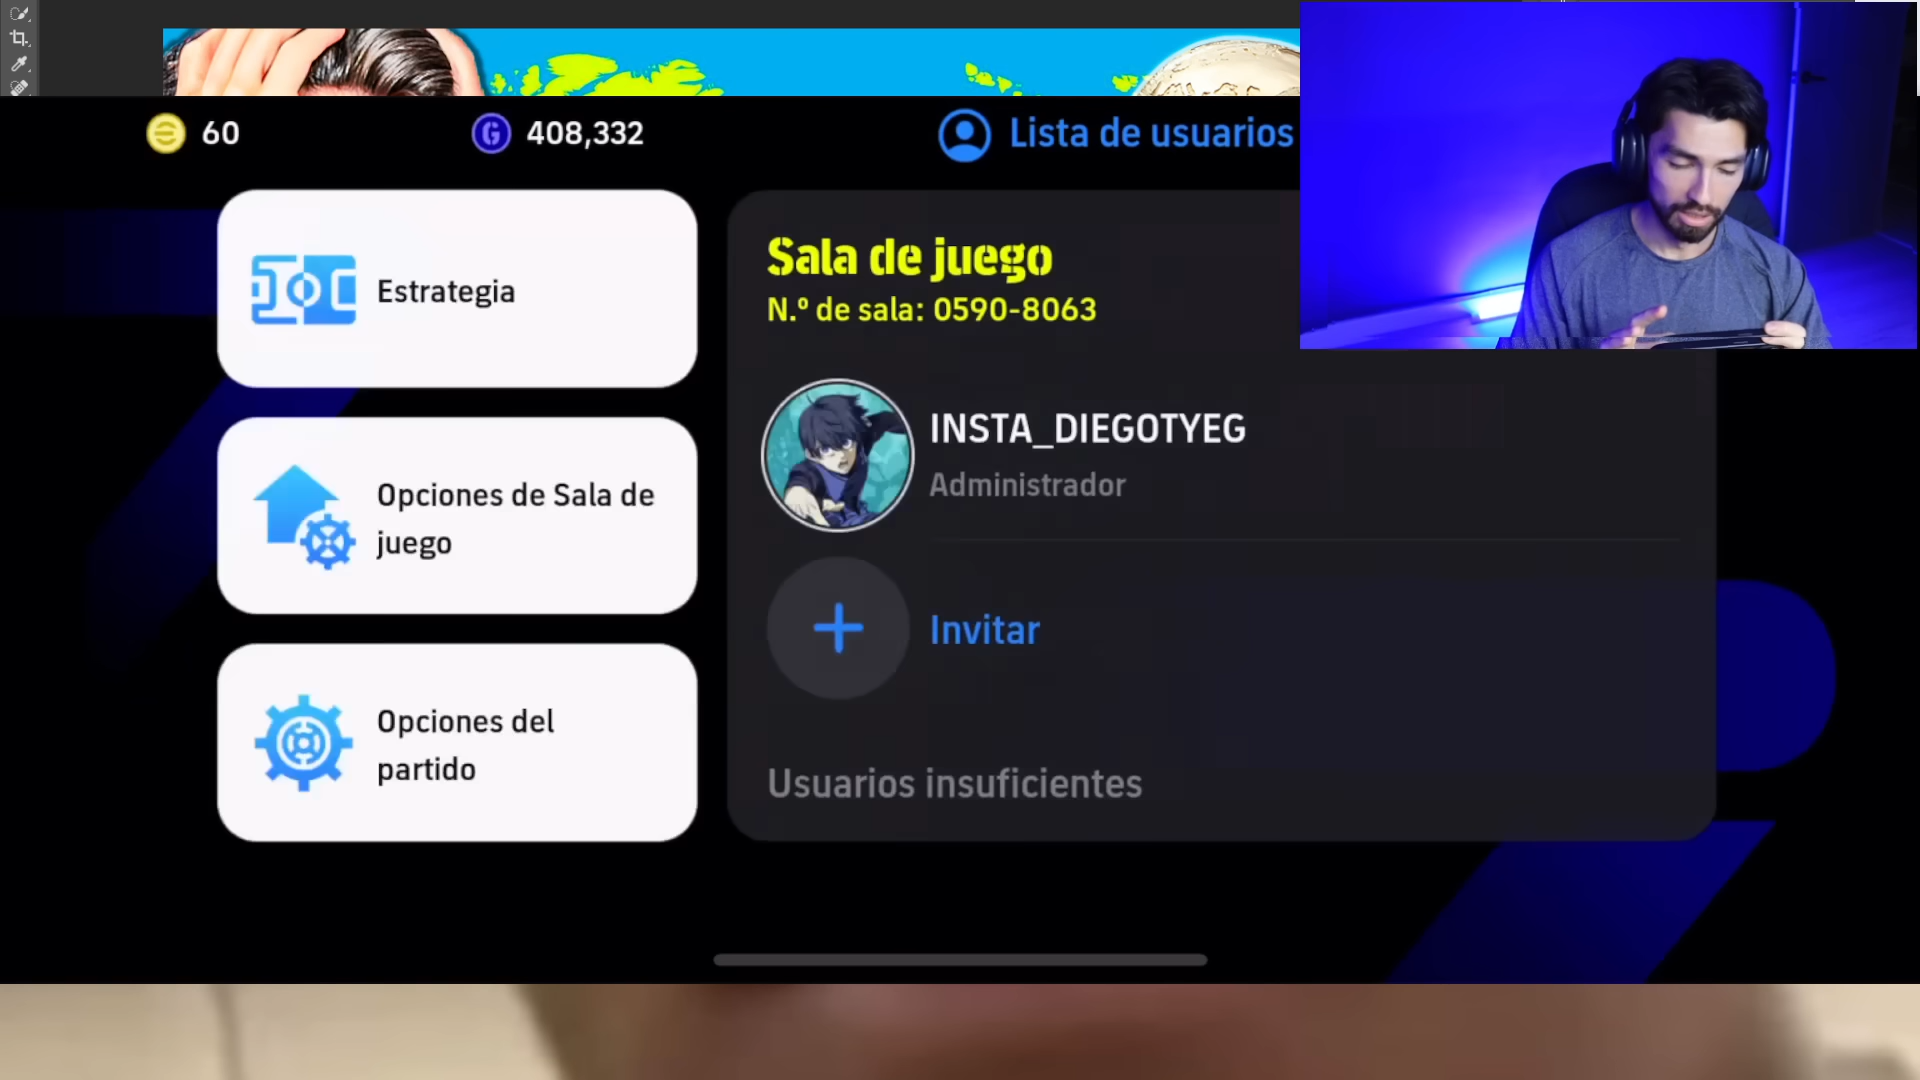 60
408,332
Lista de usuarios
Estrategia
Opciones de Sala de
juego
Opciones del
partido
Sala de juego
N.º de sala: 0590-8063
INSTA_DIEGOTYEG
Administrador
Invitar
Usuarios insuficientes